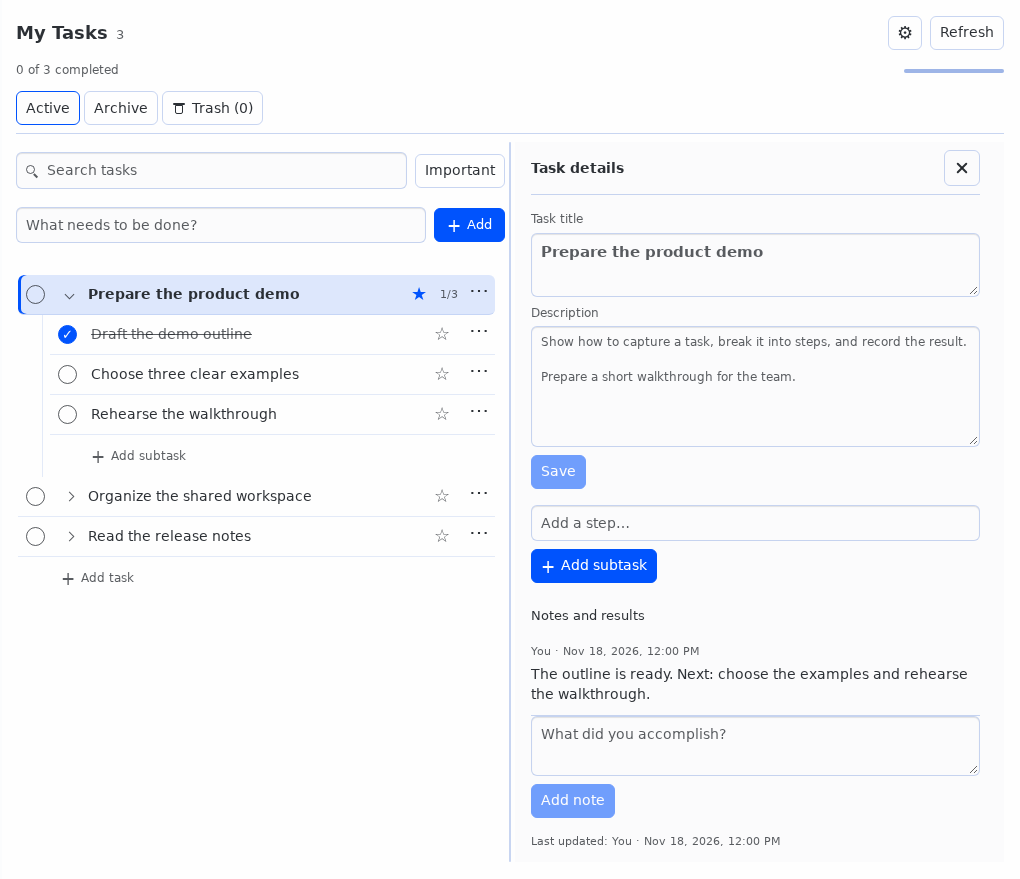 My Tasks 3
Refresh
0 of 3 completed
Active
Archive
Trash (0)
Search tasks
Important
What needs to be done?
+ Add
Prepare the product demo
1/3
Draft the demo outline
Choose three clear examples
Rehearse the walkthrough
+ Add subtask
Organize the shared workspace
Read the release notes
+ Add task
Task details
Task title
Prepare the product demo
Description
Show how to capture a task, break it into steps, and record the result.
Prepare a short walkthrough for the team.
Save
Add a step...
+ Add subtask
Notes and results
You · Nov 18, 2026, 12:00 PM
The outline is ready. Next: choose the examples and rehearse
the walkthrough.
What did you accomplish?
Add note
Last updated: You · Nov 18, 2026, 12:00 PM